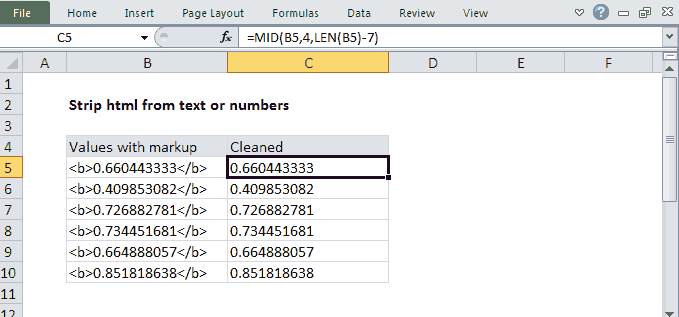 File Home Insert Page Layout Formulas Data Review View
C5 fx =MID(B5,4,LEN(B5)-7)
A B C D E F
1
2 Strip html from text or numbers
3
4 Values with markup Cleaned
5 <b>0.660443333</b> 0.660443333
6 <b>0.409853082</b> 0.409853082
7 <b>0.726882781</b> 0.726882781
8 <b>0.734451681</b> 0.734451681
9 <b>0.664888057</b> 0.664888057
10 <b>0.851818638</b> 0.851818638
11
12